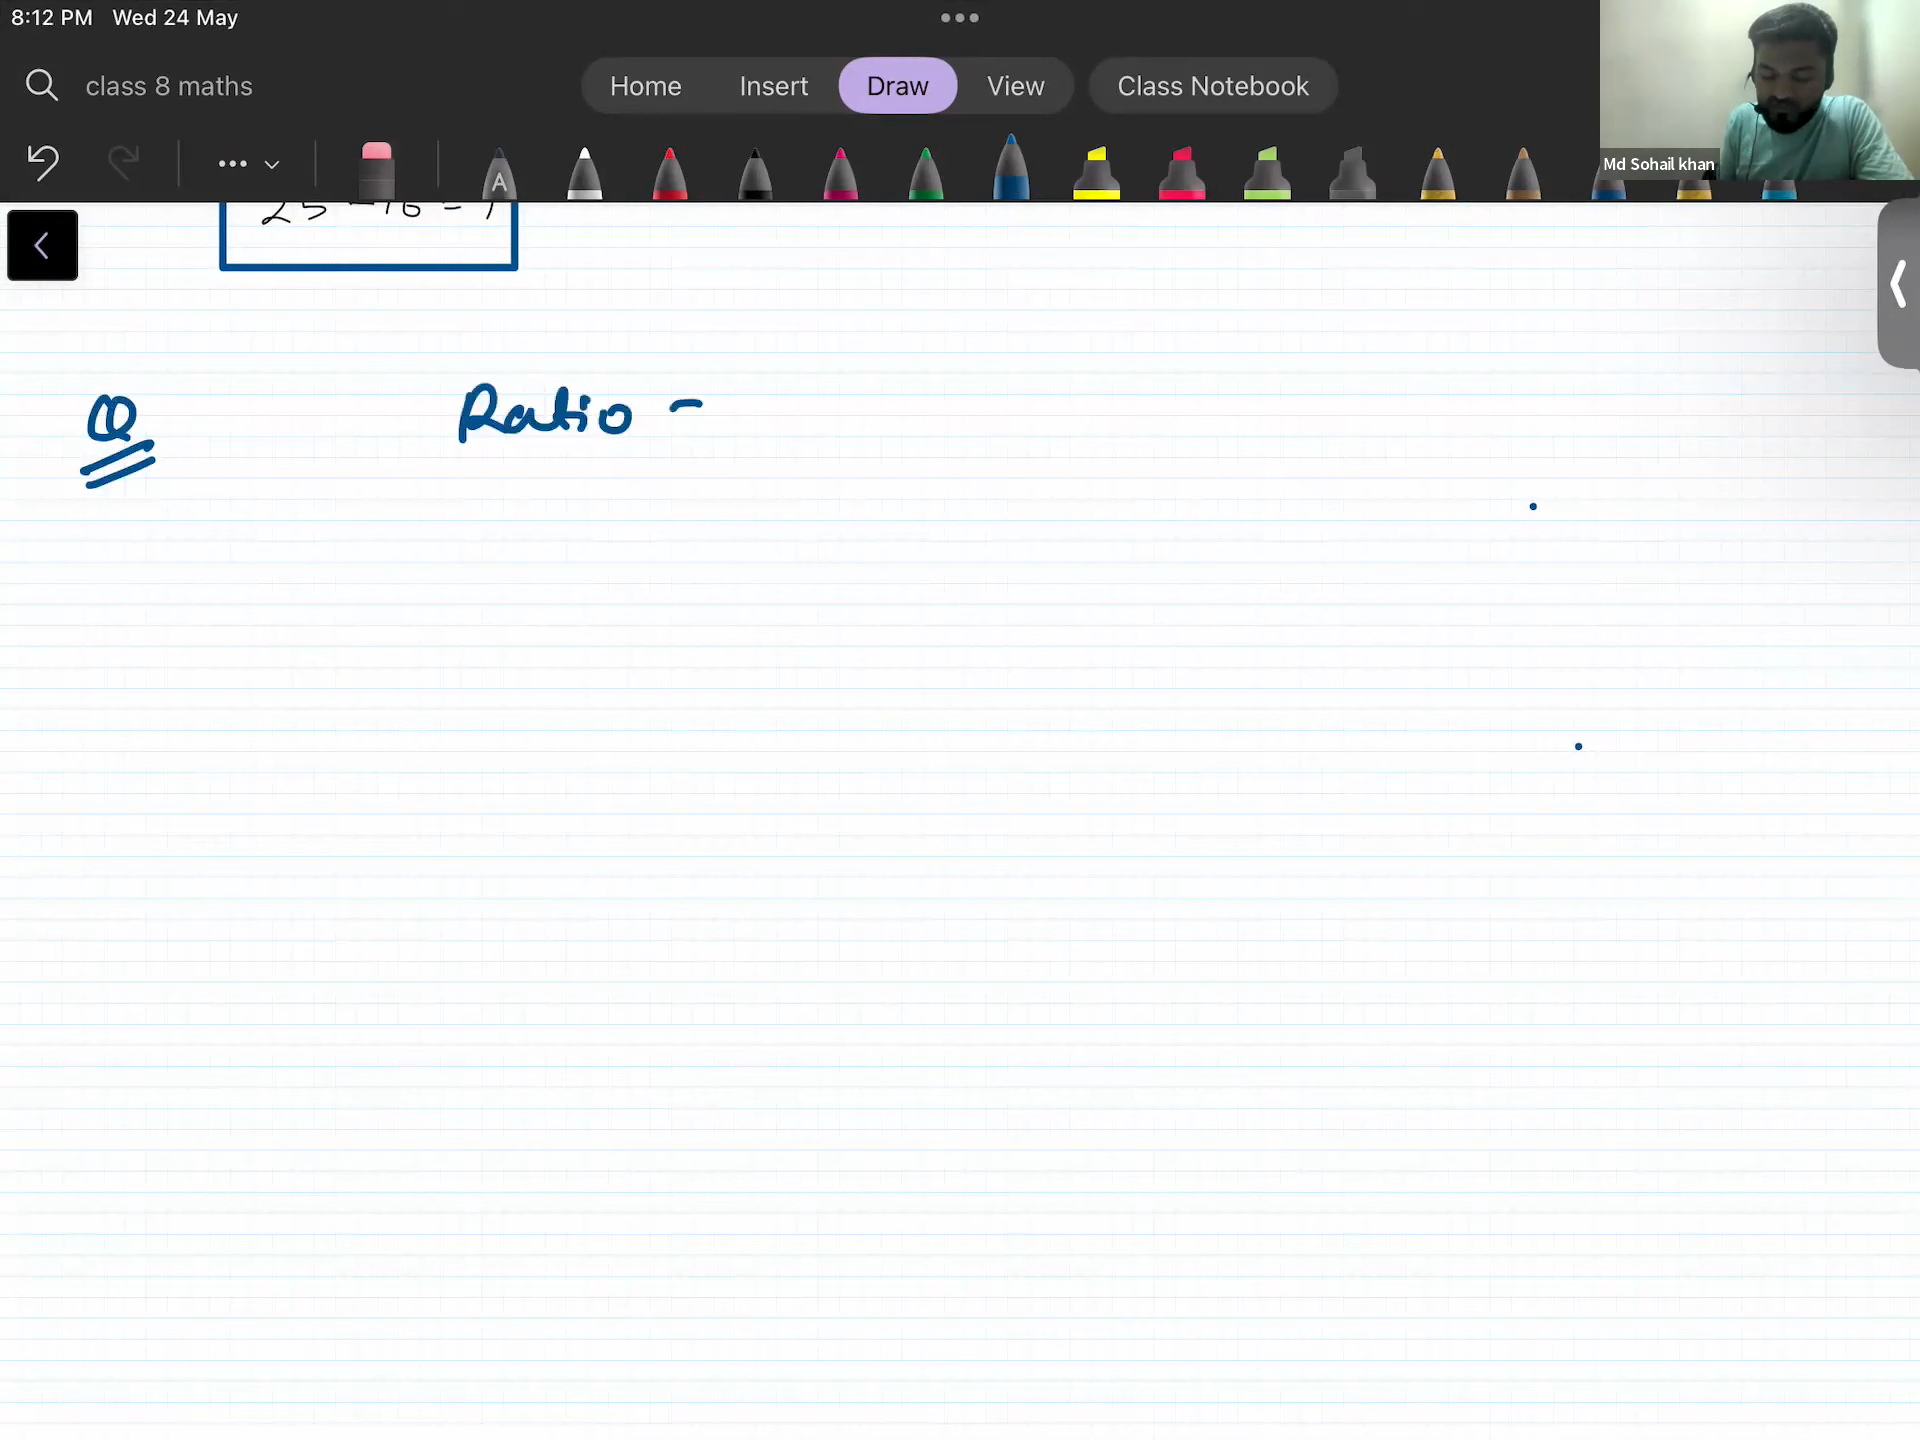 8:12 PM Wed 24 May
class 8 maths
Home Insert Draw View Class Notebook
A
Md Sohail khan
Q Ratio -